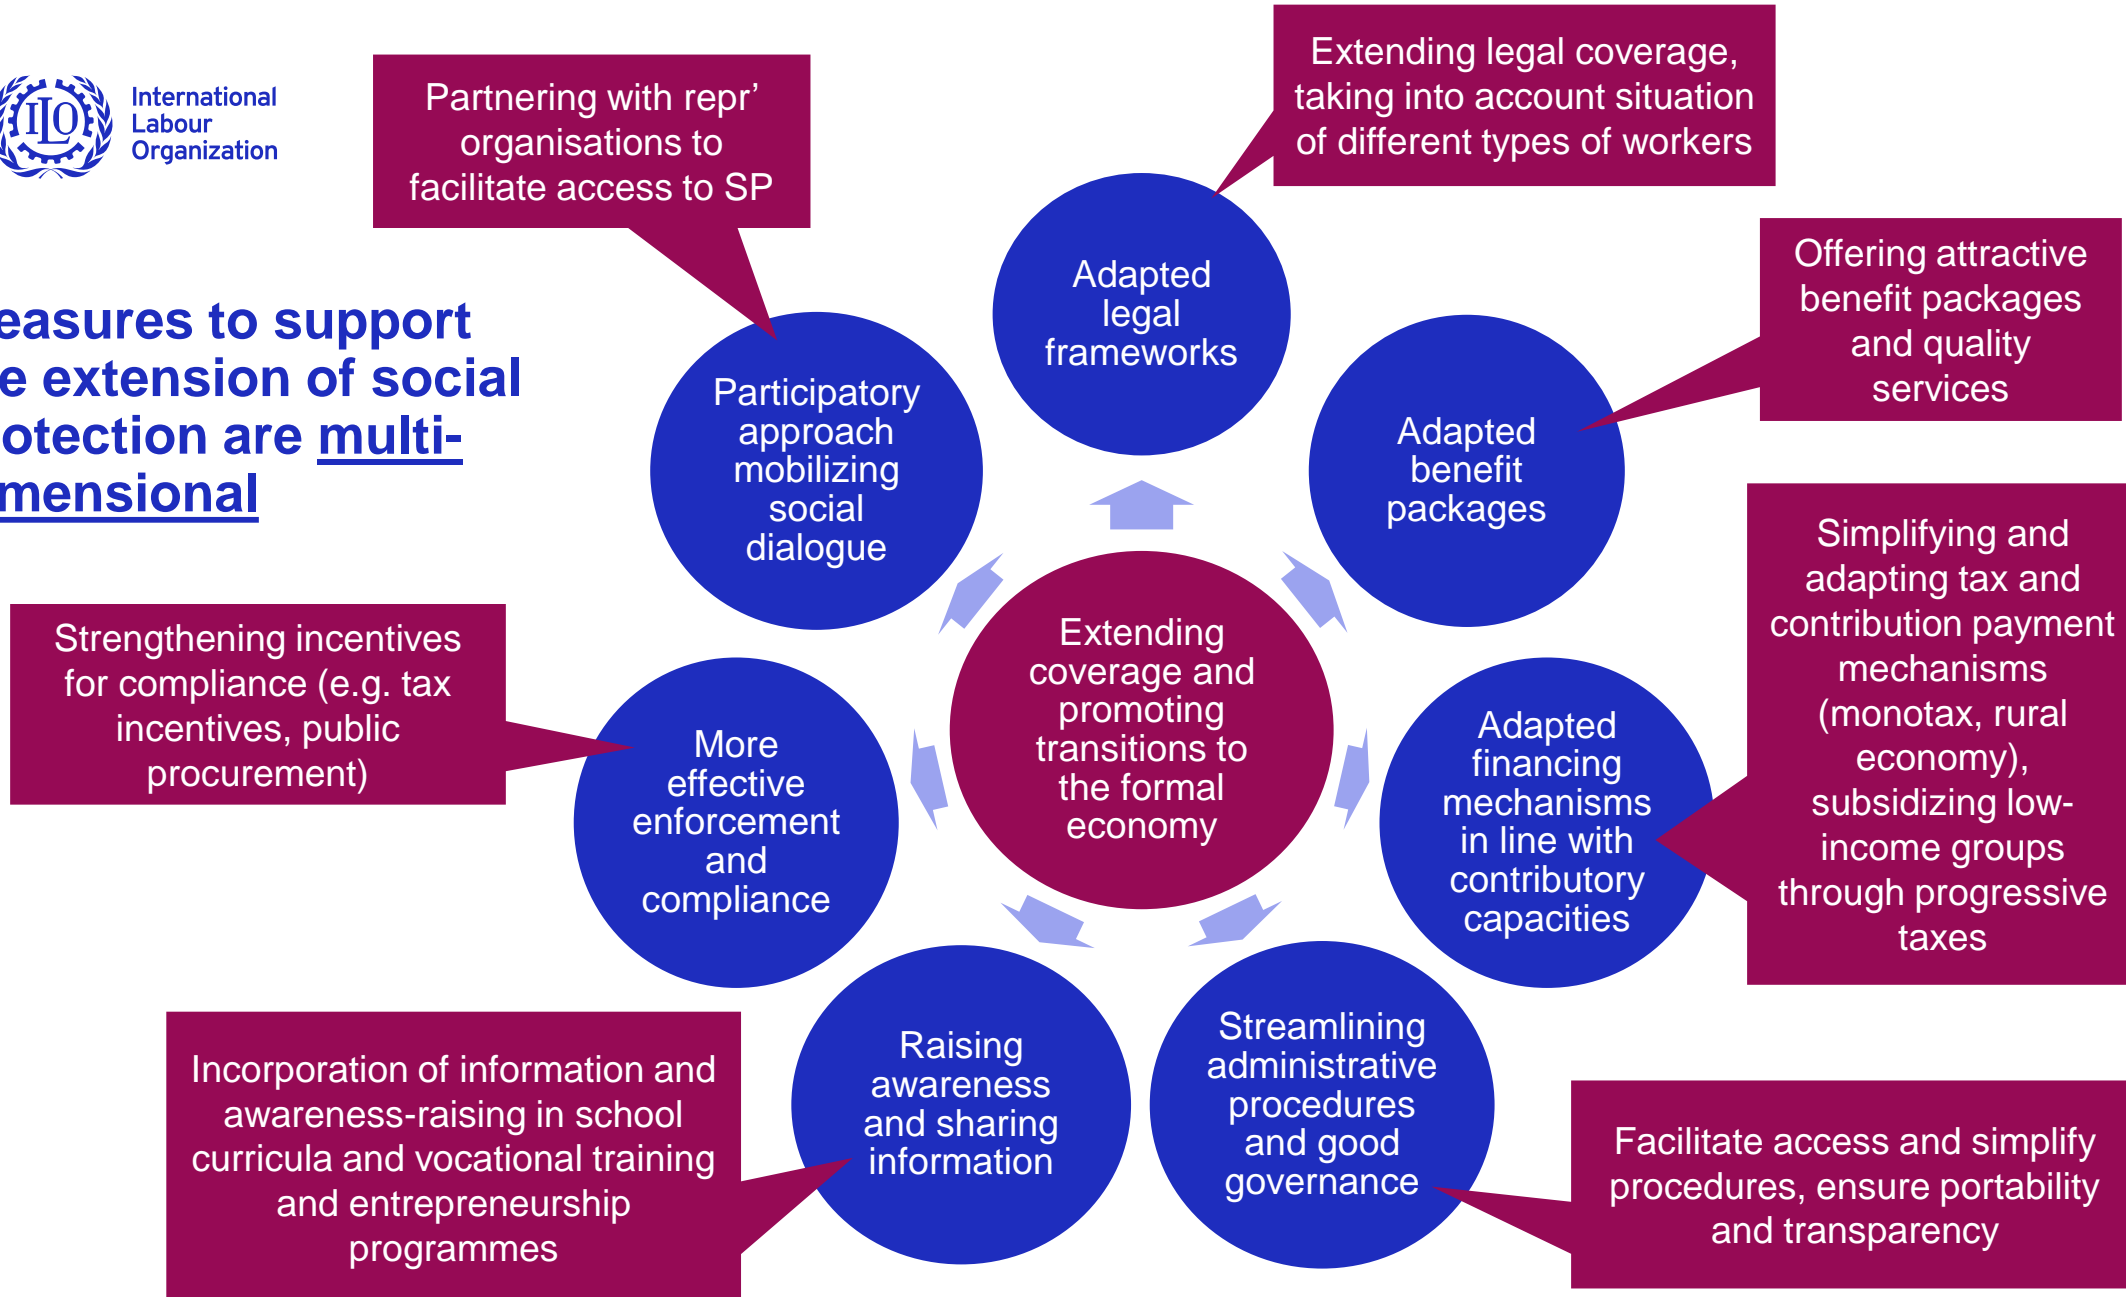 ILO
International
Labour
Organization
easures to support
e extension of social
otection are multi-
mensional
Partnering with repr’
organisations to
facilitate access to SP
Extending legal coverage,
taking into account situation
of different types of workers
Offering attractive
benefit packages
and quality
services
Simplifying and
adapting tax and
contribution payment
mechanisms
(monotax, rural
economy),
subsidizing low-
income groups
through progressive
taxes
Facilitate access and simplify
procedures, ensure portability
and transparency
Incorporation of information and
awareness-raising in school
curricula and vocational training
and entrepreneurship
programmes
Strengthening incentives
for compliance (e.g. tax
incentives, public
procurement)
Adapted
legal
frameworks
Adapted
benefit
packages
Adapted
financing
mechanisms
in line with
contributory
capacities
Streamlining
administrative
procedures
and good
governance
Raising
awareness
and sharing
information
More
effective
enforcement
and
compliance
Participatory
approach
mobilizing
social
dialogue
Extending
coverage and
promoting
transitions to
the formal
economy